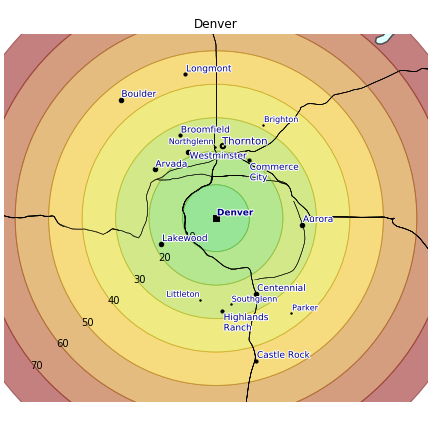 Denver
Longmont
Boulder
Brighton
Broomfield
Northglenn
Thornton
Westminster
Arvada
Commerce
City
Denver
Aurora
Lakewood
20
30
Centennial
Littleton
Southglenn
40
Parker
Highlands
Ranch
50
60
Castle Rock
70